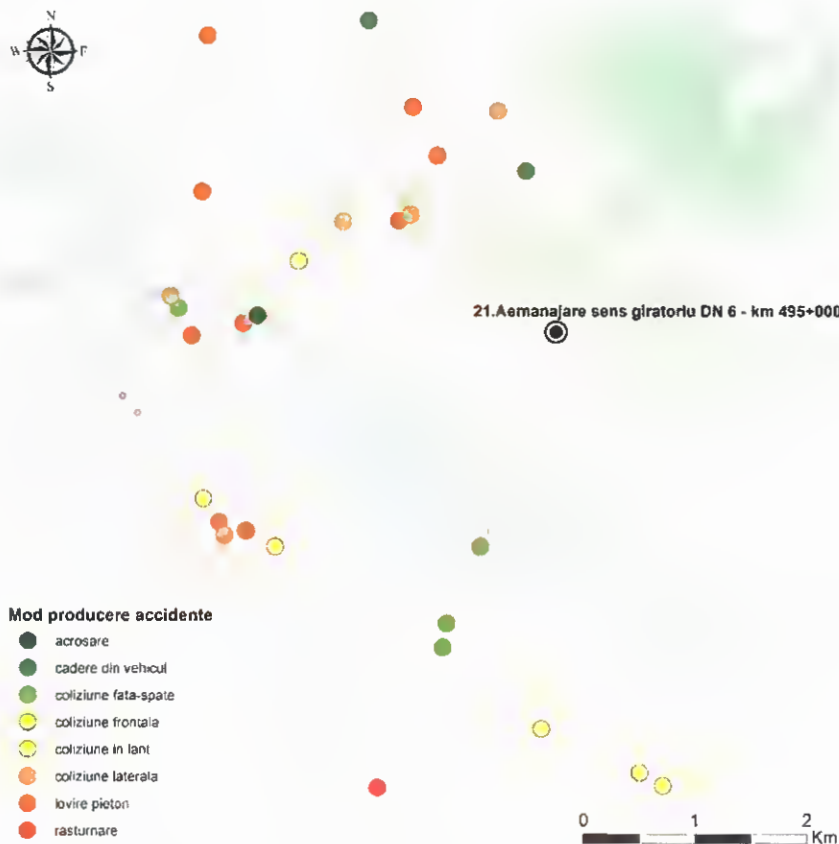 N
S
21.Aemanajare sens giratoriu DN 6 - km 495+000
Mod producere accidente
acrosare
cadere din vehicul
coliziune fata-spate
coliziune frontala
coliziune in lant
coliziune laterala
lovire pieton
rasturnare
0 1 2
Km